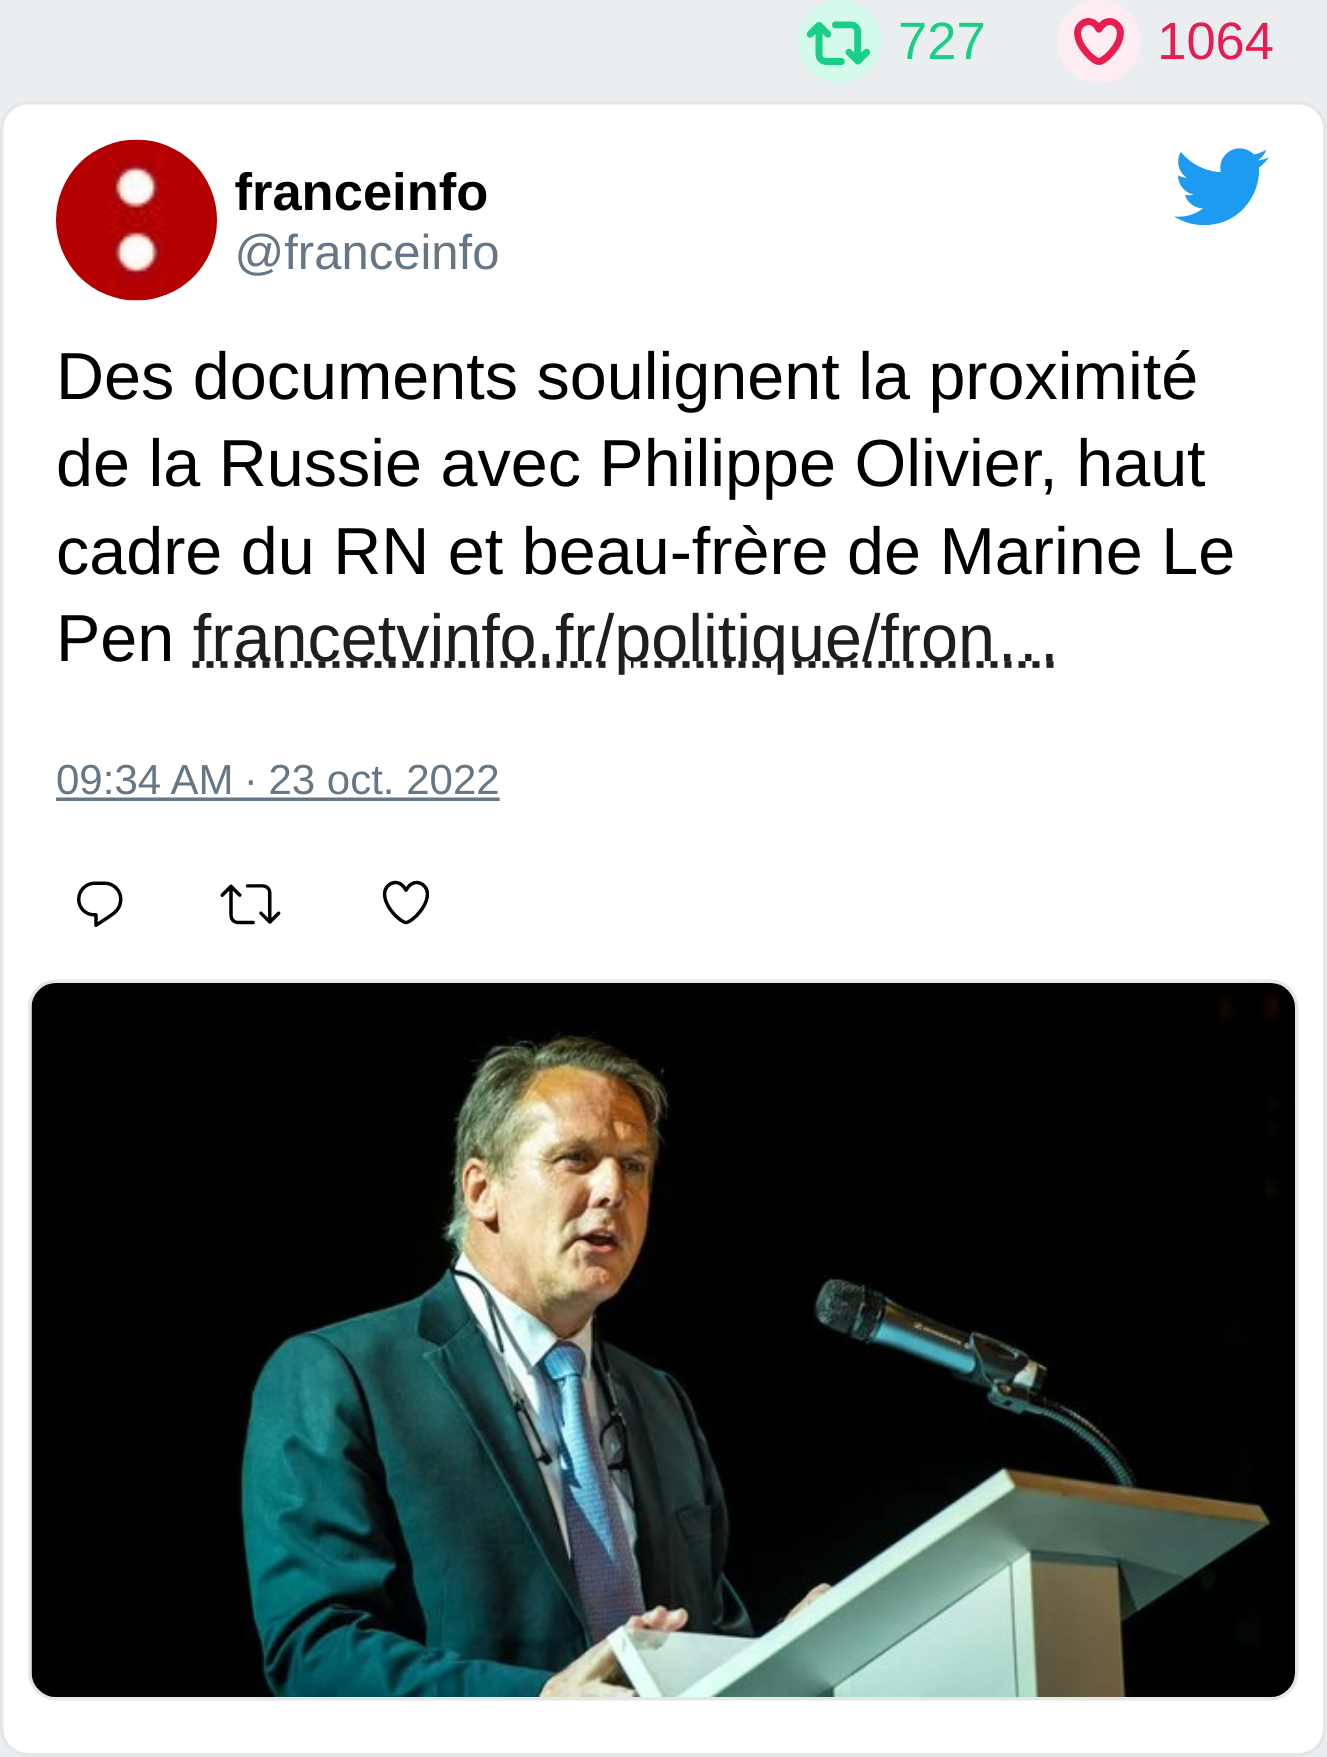 727 1064
franceinfo
@franceinfo
Des documents soulignent la proximité
de la Russie avec Philippe Olivier, haut
cadre du RN et beau-frère de Marine Le
Pen francetvinfo.fr/politique/fron...
09:34 AM · 23 oct. 2022